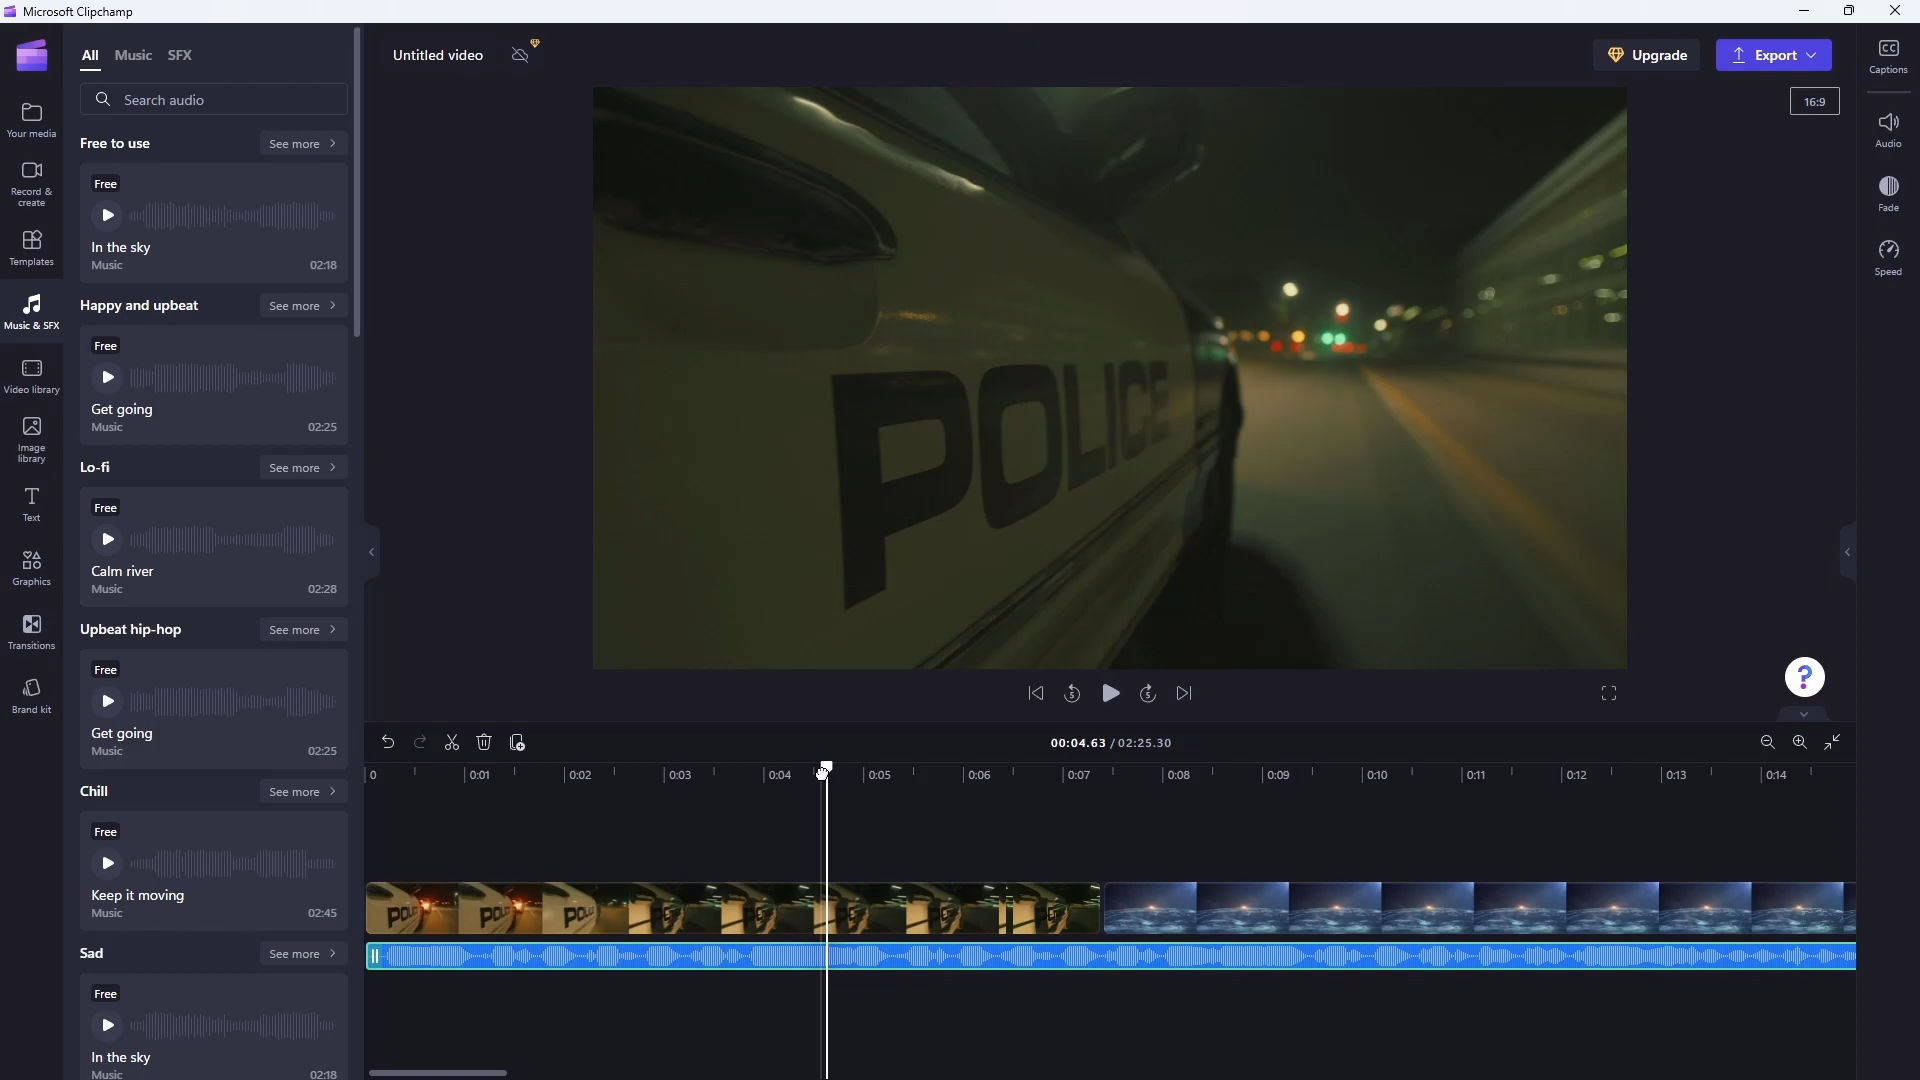 Microsoft Clipchamp
All Music SFX
Untitled video
Upgrade
Export
Captions
Search audio
16:9
Your media
Free to use
See more
Audio
Free
Record & create
In the sky
Music 02:18
Fade
Templates
Speed
Happy and upbeat
See more
Music & SFX
Free
Video library
Get going
Music 02:25
POLICE
Image library
Lo-fi
See more
Text
Free
Calm river
Music 02:28
Graphics
Upbeat hip-hop
See more
Transitions
Free
5
5
?
Brand kit
Get going
Music 02:25
00:04.63 / 02:25.30
0 0:01 0:02 0:03 0:04 0:05 0:06 0:07 0:08 0:09 0:10 0:11 0:12 0:13 0:14
Chill
See more
Free
Keep it moving
Music 02:45
Sad
See more
Free
In the sky
Music 02:18